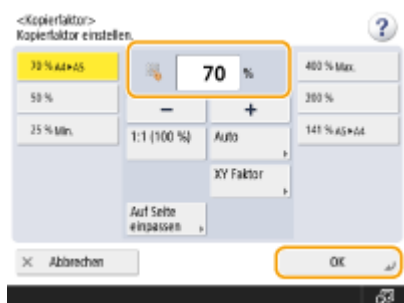 <Kopierfaktor>
Kopierfaktor einstellen.
?
70 % A4▶A5
70 %
400 % Max.
50 %
−
+
200 %
25 % Min.
1:1 (100 %)
Auto
141 % A5▶A4
XY Faktor
Auf Seite
einpassen
Abbrechen
OK